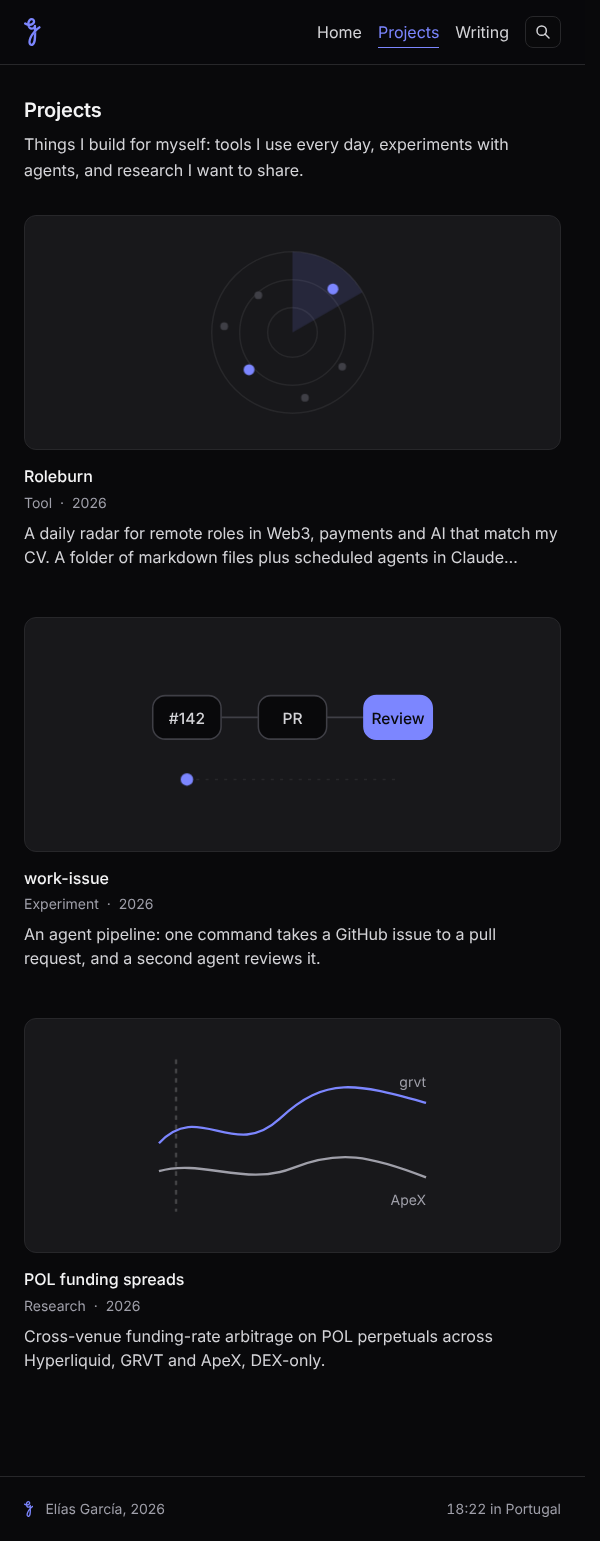 Home Projects Writing
Projects
Things I build for myself: tools I use every day, experiments with
agents, and research I want to share.
Roleburn
Tool · 2026
A daily radar for remote roles in Web3, payments and AI that match my
CV. A folder of markdown files plus scheduled agents in Claude...
#142 PR Review
work-issue
Experiment · 2026
An agent pipeline: one command takes a GitHub issue to a pull
request, and a second agent reviews it.
grvt
ApeX
POL funding spreads
Research · 2026
Cross-venue funding-rate arbitrage on POL perpetuals across
Hyperliquid, GRVT and ApeX, DEX-only.
Elías García, 2026 18:22 in Portugal